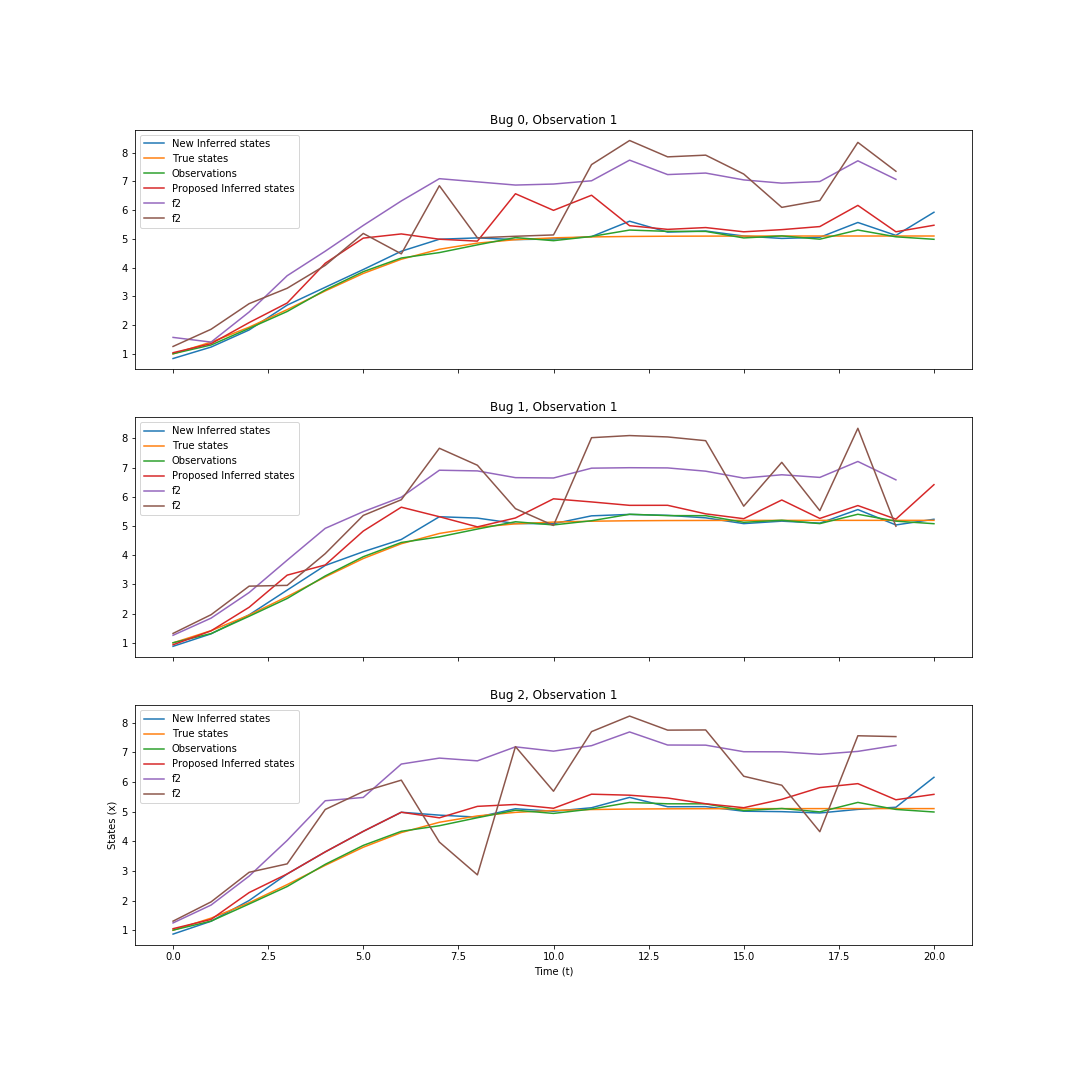 Bug 0, Observation 1
New Inferred states
True states
Observations
Proposed Inferred states
f2
f2
8
7
6
5
4
3
2
1
Bug 1, Observation 1
New Inferred states
True states
Observations
Proposed Inferred states
f2
f2
8
7
6
5
4
3
2
1
Bug 2, Observation 1
New Inferred states
True states
Observations
Proposed Inferred states
f2
f2
8
7
6
5
4
3
2
1
States (x)
0.0 2.5 5.0 7.5 10.0 12.5 15.0 17.5 20.0
Time (t)